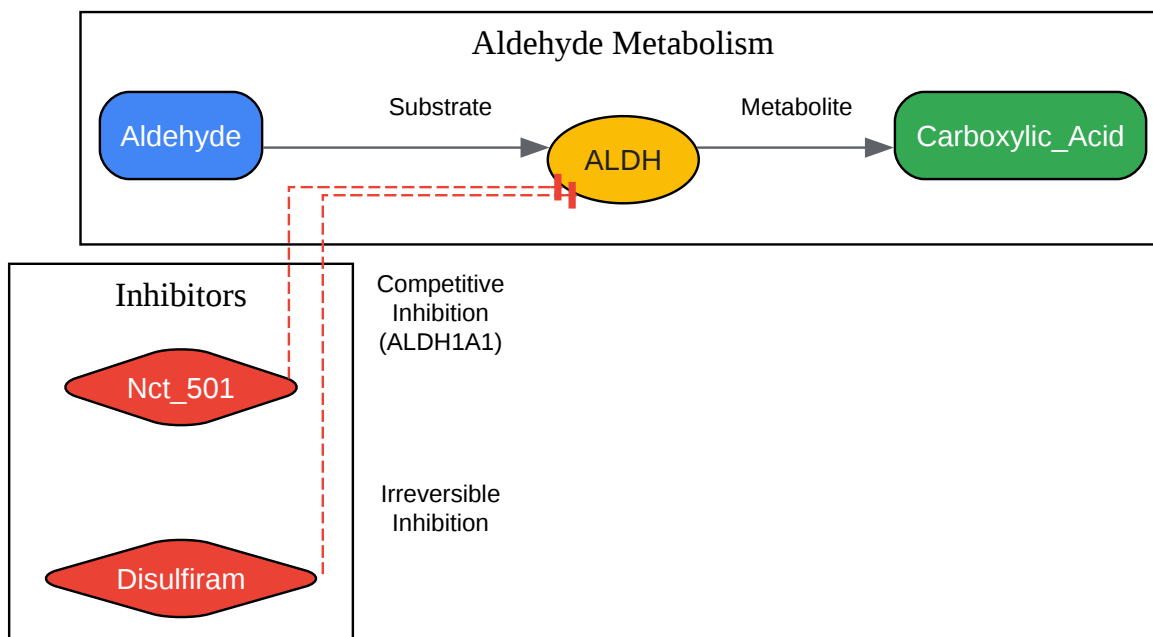 Aldehyde Metabolism
Substrate
Metabolite
Aldehyde
ALDH
Carboxylic_Acid
Inhibitors
Competitive
Inhibition
(ALDH1A1)
Nct_501
Irreversible
Inhibition
Disulfiram